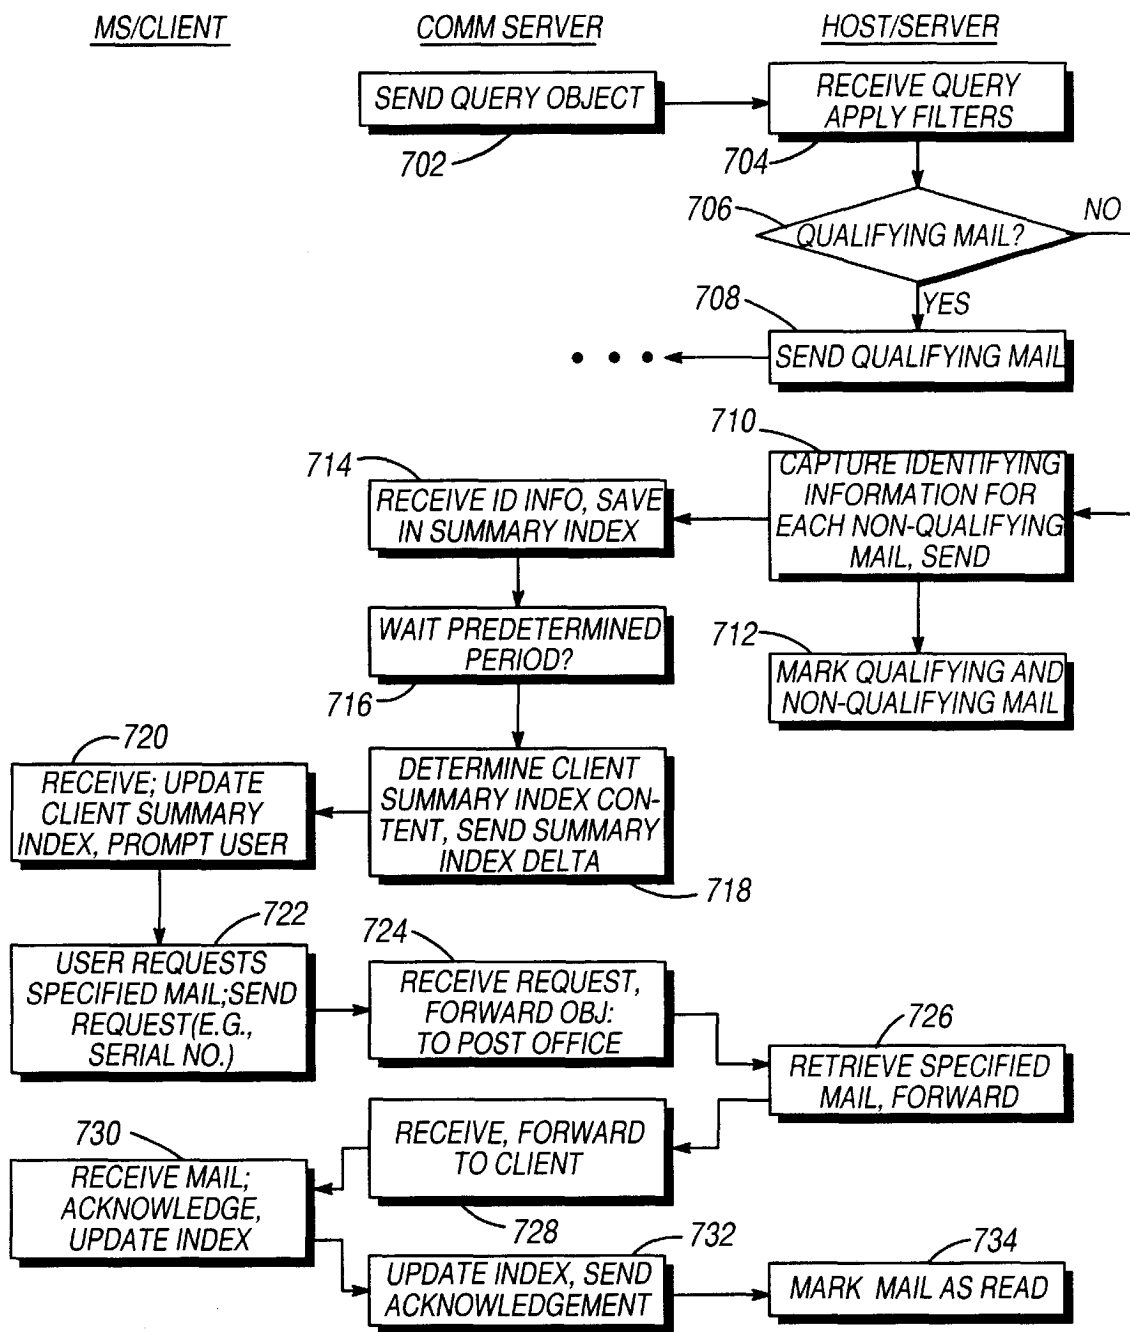 MS/CLIENT
COMM SERVER
HOST/SERVER
SEND QUERY OBJECT
702
RECEIVE QUERY
APPLY FILTERS
704
706
QUALIFYING MAIL?
NO
YES
708
SEND QUALIFYING MAIL
710
CAPTURE IDENTIFYING
INFORMATION FOR
EACH NON-QUALIFYING
MAIL, SEND
714
RECEIVE ID INFO, SAVE
IN SUMMARY INDEX
712
MARK QUALIFYING AND
NON-QUALIFYING MAIL
WAIT PREDETERMINED
PERIOD?
716
DETERMINE CLIENT
SUMMARY INDEX CON-
TENT, SEND SUMMARY
INDEX DELTA
718
720
RECEIVE; UPDATE
CLIENT SUMMARY
INDEX, PROMPT USER
722
USER REQUESTS
SPECIFIED MAIL;SEND
REQUEST(E.G.,
SERIAL NO.)
724
RECEIVE REQUEST,
FORWARD OBJ:
TO POST OFFICE
726
RETRIEVE SPECIFIED
MAIL, FORWARD
RECEIVE, FORWARD
TO CLIENT
728
730
RECEIVE MAIL;
ACKNOWLEDGE,
UPDATE INDEX
732
UPDATE INDEX, SEND
ACKNOWLEDGEMENT
734
MARK MAIL AS READ